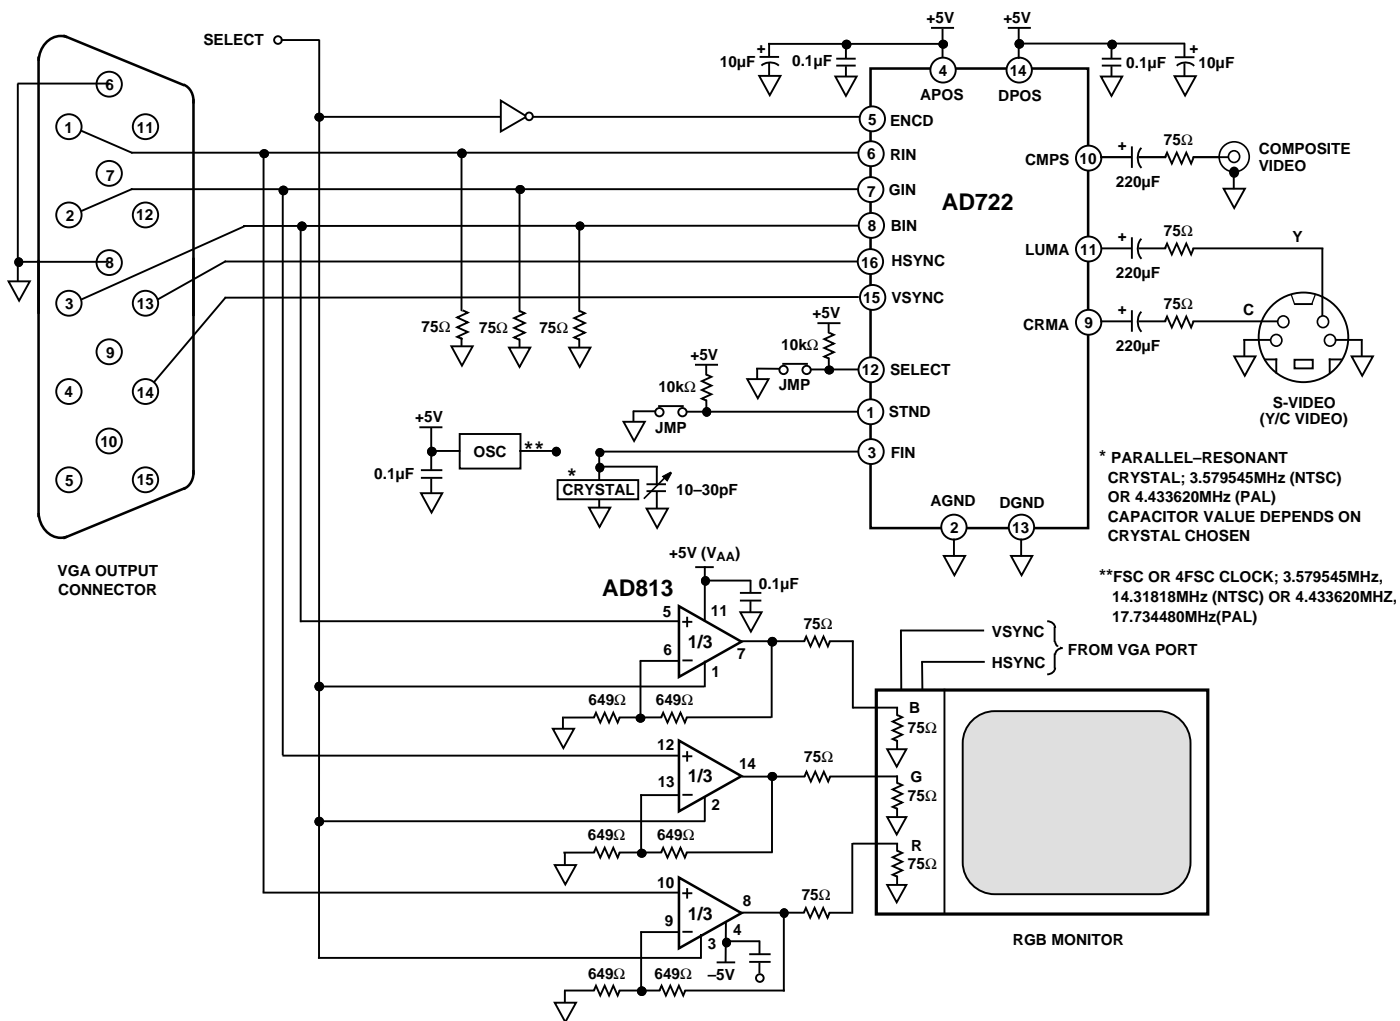 SELECT
6
1
11
7
2
12
8
3
13
9
4
14
10
5
15
VGA OUTPUT
CONNECTOR
+5V
+5V
+
10µF
0.1µF
4
APOS
14
DPOS
0.1µF
+
10µF
5
ENCD
6
RIN
7
GIN
8
BIN
16
HSYNC
15
VSYNC
12
SELECT
1
STND
3
FIN
AD722
CMPS
10
LUMA
11
CRMA
9
AGND
2
DGND
13
75Ω
75Ω
75Ω
+5V
10kΩ
JMP
+5V
10kΩ
JMP
+5V
OSC
**
0.1µF
*
CRYSTAL
10–30pF
+
220µF
75Ω
COMPOSITE
VIDEO
+
220µF
75Ω
Y
+
220µF
75Ω
C
S-VIDEO
(Y/C VIDEO)
* PARALLEL–RESONANT
CRYSTAL; 3.579545MHz (NTSC)
OR 4.433620MHz (PAL)
CAPACITOR VALUE DEPENDS ON
CRYSTAL CHOSEN
**FSC OR 4FSC CLOCK; 3.579545MHz,
14.31818MHz (NTSC) OR 4.433620MHZ,
17.734480MHz(PAL)
AD813
+5V (VAA)
0.1µF
5
+
11
1/3
6
–
7
1
75Ω
649Ω
649Ω
12
+
14
1/3
13
–
2
75Ω
649Ω
649Ω
10
+
8
1/3
9
–
3
4
–5V
75Ω
649Ω
649Ω
VSYNC
HSYNC
FROM VGA PORT
B
75Ω
G
75Ω
R
75Ω
RGB MONITOR